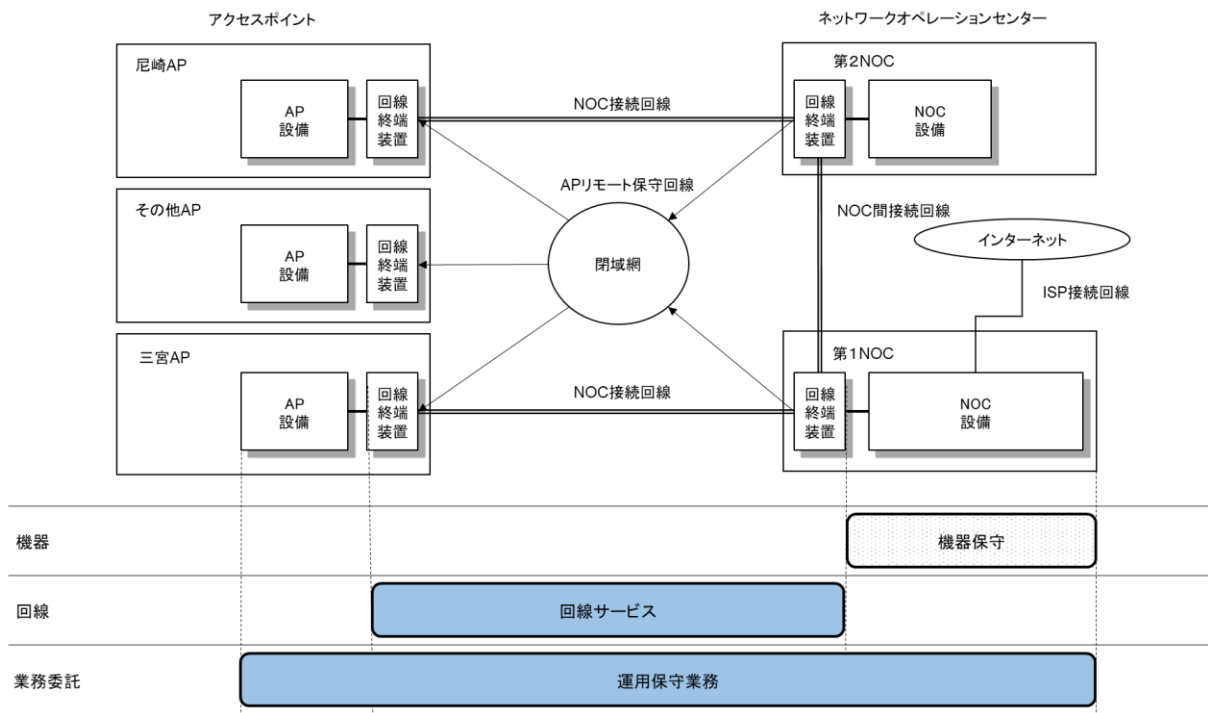 アクセスポイント
ネットワークオペレーションセンター
尼崎AP
AP
設備
回線
終端
装置
NOC接続回線
第2NOC
回線
終端
装置
NOC
設備
APリモート保守回線
その他AP
AP
設備
回線
終端
装置
閉域網
NOC間接続回線
インターネット
ISP接続回線
三宮AP
AP
設備
回線
終端
装置
NOC接続回線
第1NOC
回線
終端
装置
NOC
設備
機器
機器保守
回線
回線サービス
業務委託
運用保守業務